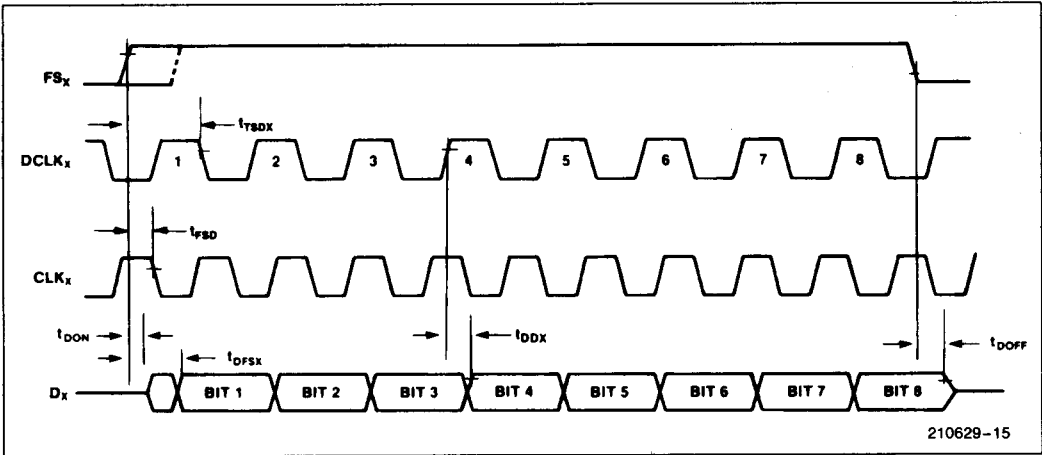 FSX
tTSDX
DCLKX 1 2 3 4 5 6 7 8
tFSD
CLKX
tDON tDDX tDOFF
tDFSX
DX BIT 1 BIT 2 BIT 3 BIT 4 BIT 5 BIT 6 BIT 7 BIT 8
210629-15